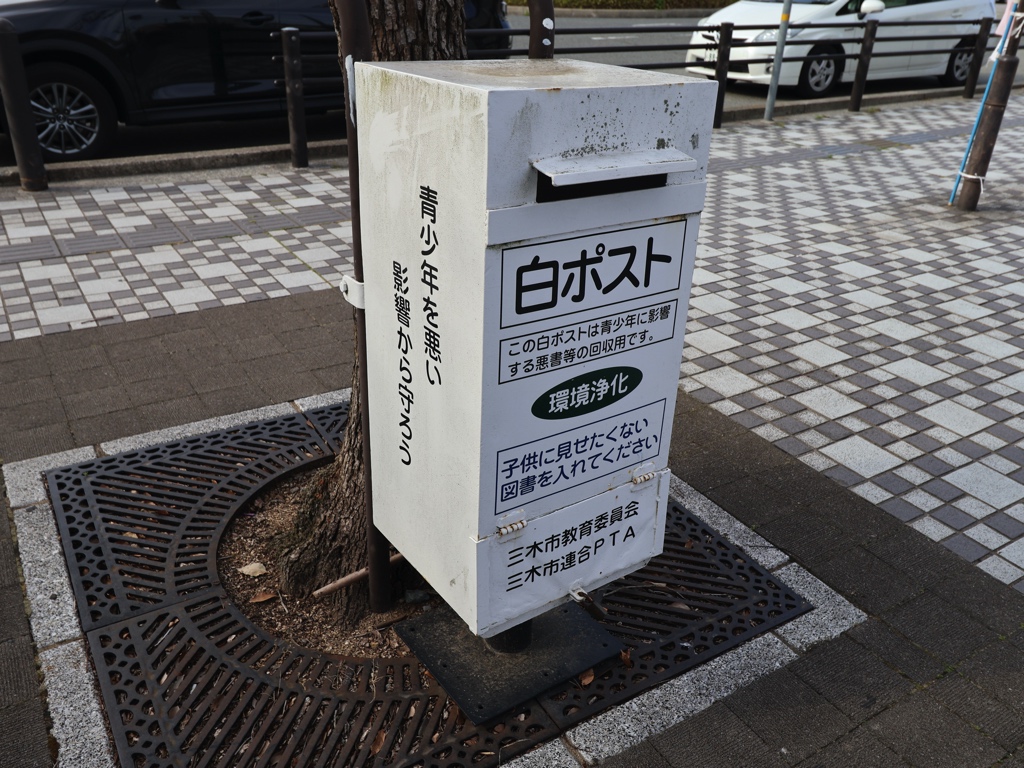 青少年を悪い
影響から守ろう
白ポスト
この白ポストは青少年に影響
する悪書等の回収用です。
環境浄化
子供に見せたくない
図書を入れてください
三木市教育委員会
三木市連合PTA